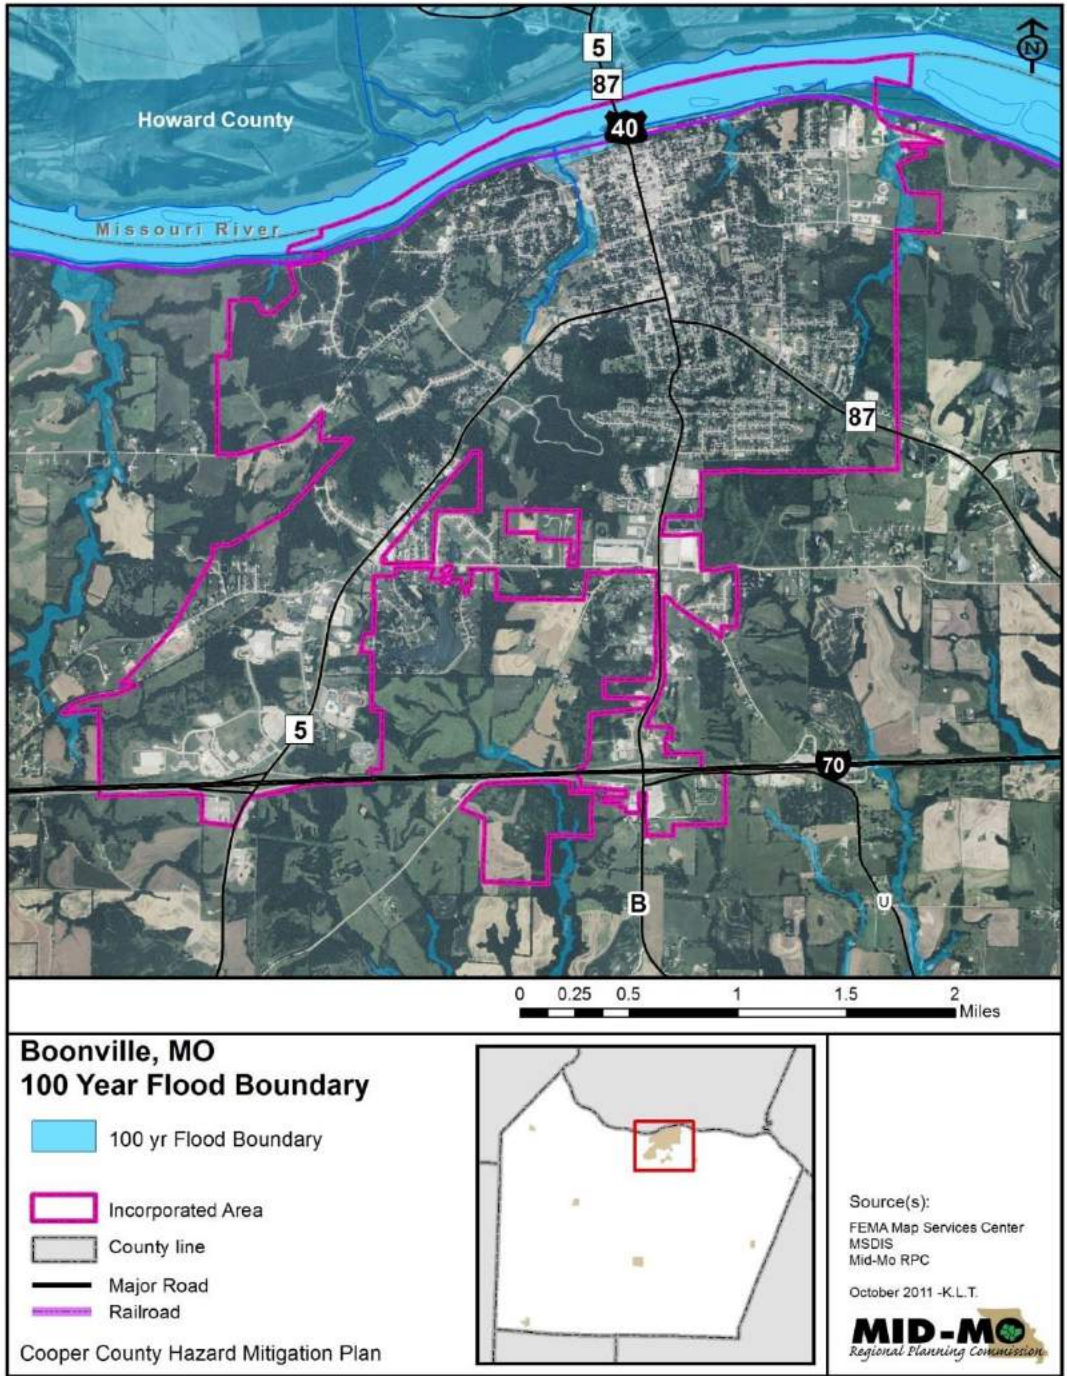 N
5
87
Howard County
40
Missouri River
87
5
70
B
U
0 0.25 0.5 1 1.5 2
Miles
Boonville, MO
100 Year Flood Boundary
100 yr Flood Boundary
Incorporated Area
County line
Major Road
Railroad
Cooper County Hazard Mitigation Plan
Source(s):
FEMA Map Services Center
MSDIS
Mid-Mo RPC
October 2011 -K.L.T.
MID-MO
Regional Planning Commission